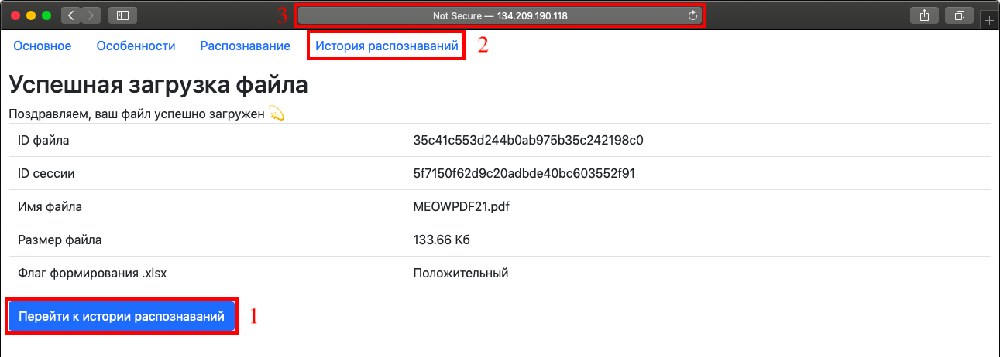 3 Not Secure — 134.209.190.118
Основное Особенности Распознавание История распознаваний 2
Успешная загрузка файла
Поздравляем, ваш файл успешно загружен 💫
ID файла 35c41c553d244b0ab975b35c242198c0
ID сессии 5f7150f62d9c20adbde40bc603552f91
Имя файла MEOWPDF21.pdf
Размер файла 133.66 Кб
Флаг формирования .xlsx Положительный
Перейти к истории распознаваний 1